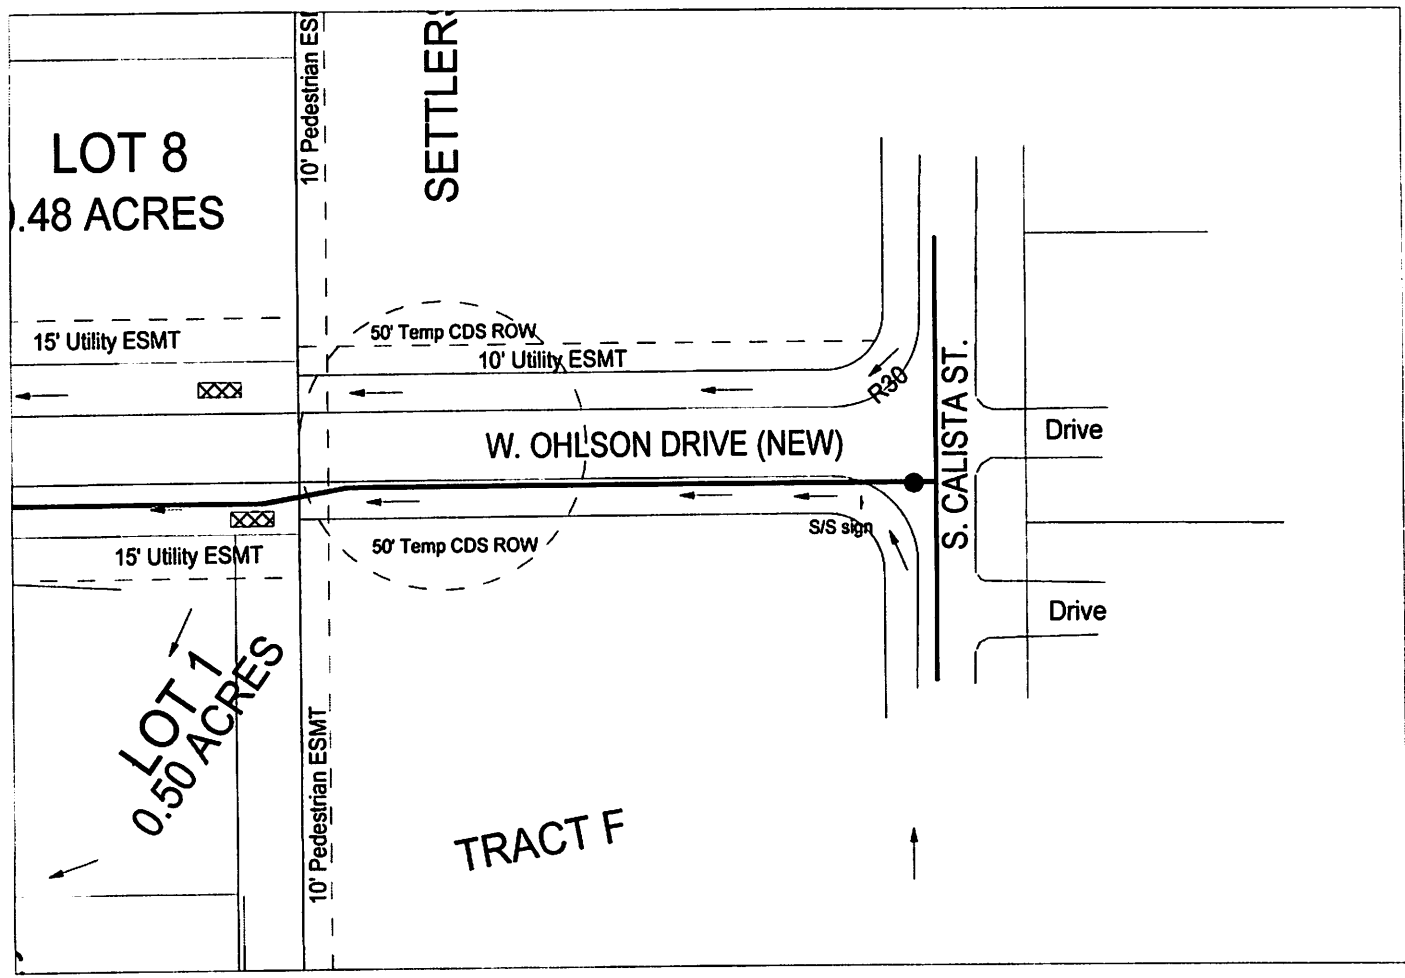 10' Pedestrian ES
SETTLERS
LOT 8
.48 ACRES
15' Utility ESMT
50' Temp CDS ROW
10' Utility ESMT
R30
W. OHLSON DRIVE (NEW)
S. CALISTA ST.
Drive
S/S sign
15' Utility ESMT
50' Temp CDS ROW
Drive
LOT 1
0.50 ACRES
10' Pedestrian ESMT
TRACT F